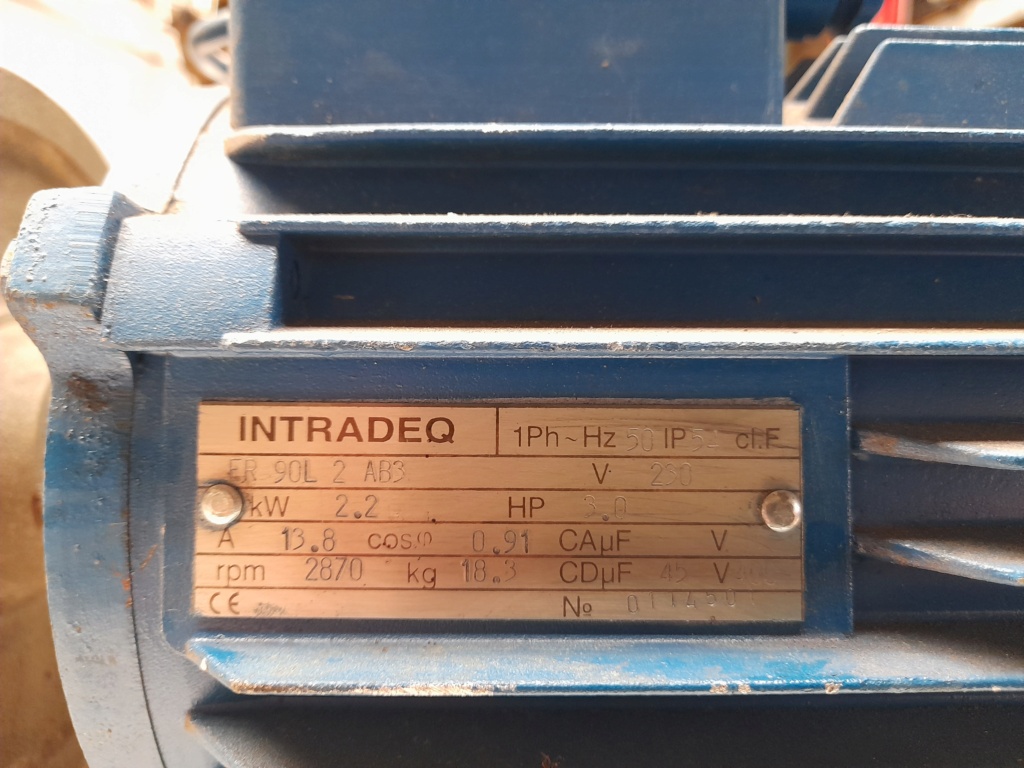 INTRADEQ
1Ph~Hz 50 IP cl.F
ER 90L 2 AB3 V 230
kW 2.2 HP 3.0
A 13.8 cosφ 0.91 CAµF V
rpm 2870 kg 18.3 CDµF 45 V
CE №